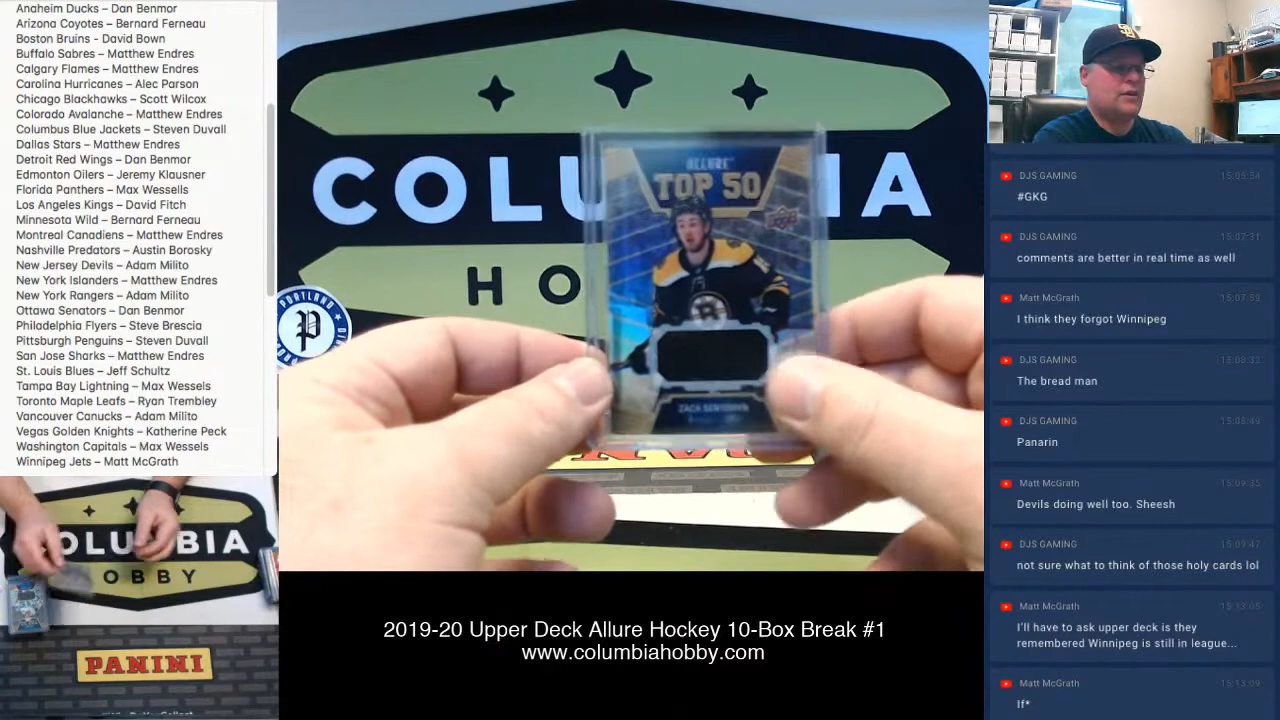 Anaheim Ducks – Dan Benmor
Arizona Coyotes – Bernard Ferneau
Boston Bruins - David Bown
Buffalo Sabres – Matthew Endres
Calgary Flames – Matthew Endres
Carolina Hurricanes – Alec Parson
Chicago Blackhawks – Scott Wilcox
Colorado Avalanche – Matthew Endres
Columbus Blue Jackets – Steven Duvall
Dallas Stars – Matthew Endres
Detroit Red Wings – Dan Benmor
Edmonton Oilers – Jeremy Klausner
Florida Panthers – Max Wessells
Los Angeles Kings – David Fitch
Minnesota Wild – Bernard Ferneau
Montreal Canadiens – Matthew Endres
Nashville Predators – Austin Borosky
New Jersey Devils – Adam Milito
New York Islanders – Matthew Endres
New York Rangers – Adam Milito
Ottawa Senators – Dan Benmor
Philadelphia Flyers – Steve Brescia
Pittsburgh Penguins – Steven Duvall
San Jose Sharks – Matthew Endres
St. Louis Blues – Jeff Schultz
Tampa Bay Lightning – Max Wessels
Toronto Maple Leafs – Ryan Trembley
Vancouver Canucks – Adam Milito
Vegas Golden Knights – Katherine Peck
Washington Capitals – Max Wessels
Winnipeg Jets – Matt McGrath
COLU IA
HO
ALLURE
TOP 50
B
PORTLAND
P
COLUMBIA
OBBY
PANINI
2019-20 Upper Deck Allure Hockey 10-Box Break #1
www.columbiahobby.com
DJS GAMING 15:06:54
#GKG
DJS GAMING 15:07:31
comments are better in real time as well
Matt McGrath 15:07:59
I think they forgot Winnipeg
DJS GAMING 15:08:33
The bread man
DJS GAMING 15:08:49
Panarin
Matt McGrath 15:09:35
Devils doing well too. Sheesh
DJS GAMING 15:09:47
not sure what to think of those holy cards lol
Matt McGrath 15:13:05
I'll have to ask upper deck is they
remembered Winnipeg is still in league...
Matt McGrath 15:13:09
If*